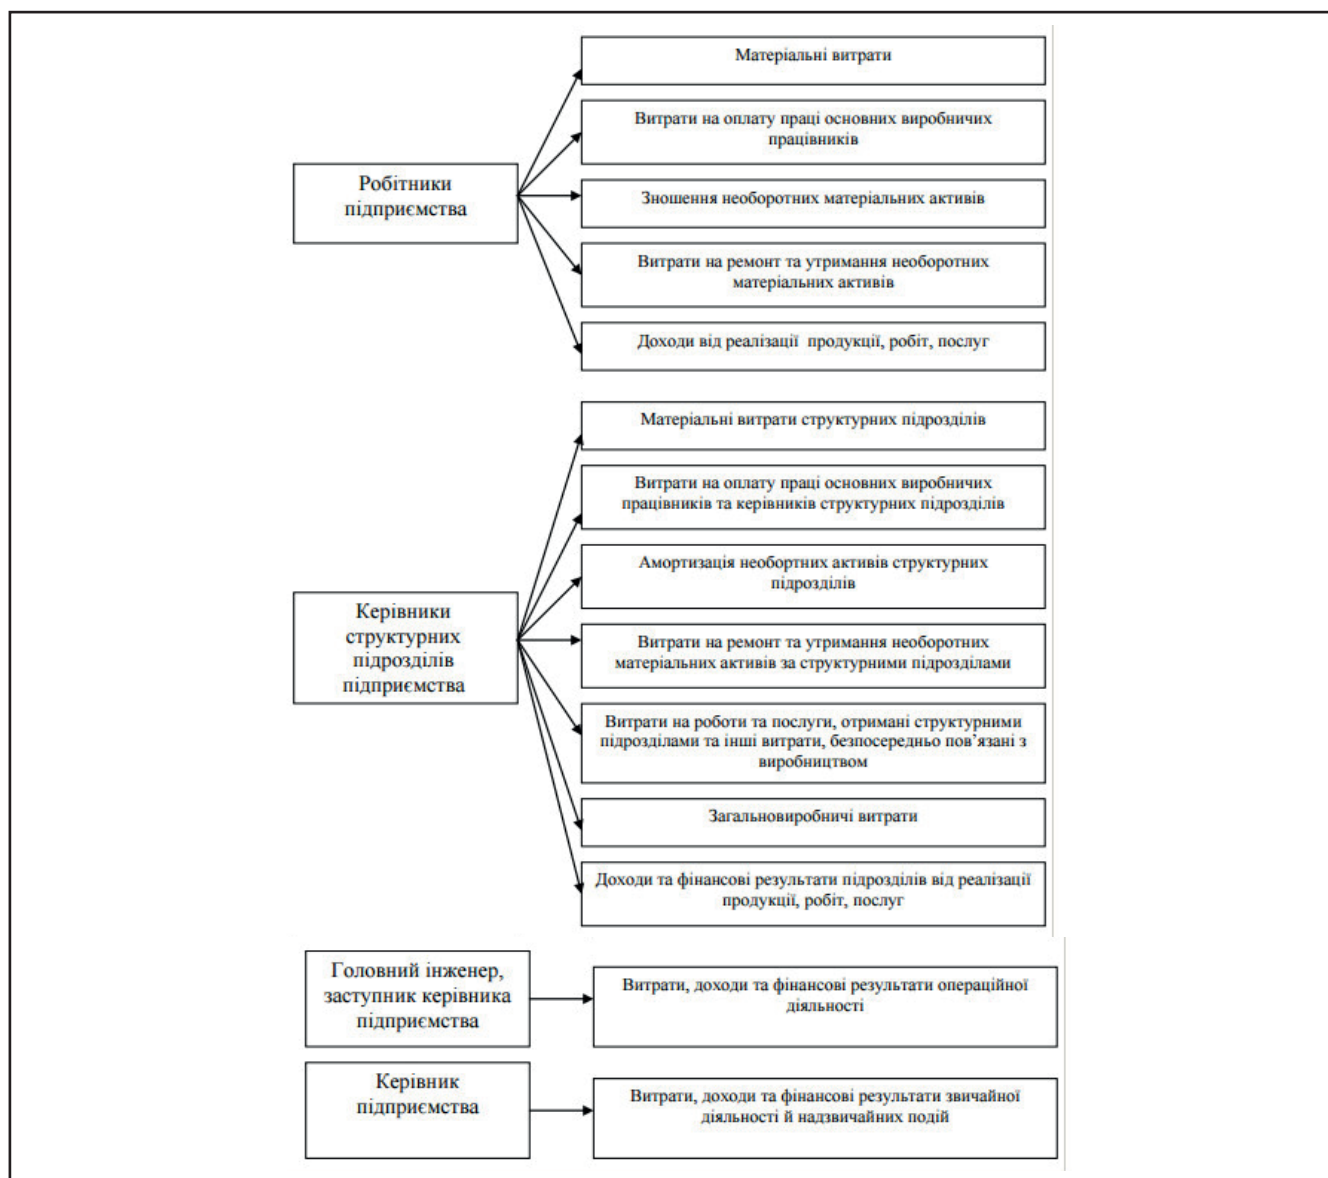 Матеріальні витрати
Витрати на оплату праці основних виробничих
працівників
Робітники
підприємства
Зношення необоротних матеріальних активів
Витрати на ремонт та утримання необоротних
матеріальних активів
Доходи від реалізації продукції, робіт, послуг
Матеріальні витрати структурних підрозділів
Витрати на оплату праці основних виробничих
працівників та керівників структурних підрозділів
Амортизація необортних активів структурних
підрозділів
Керівники
структурних
підрозділів
підприємства
Витрати на ремонт та утримання необоротних
матеріальних активів за структурними підрозділами
Витрати на роботи та послуги, отримані структурними
підрозділами та інші витрати, безпосередньо пов’язані з
виробництвом
Загальновиробничі витрати
Доходи та фінансові результати підрозділів від реалізації
продукції, робіт, послуг
Головний інженер,
заступник керівника
підприємства
Витрати, доходи та фінансові результати операційної
діяльності
Керівник
підприємства
Витрати, доходи та фінансові результати звичайної
діяльності й надзвичайних подій